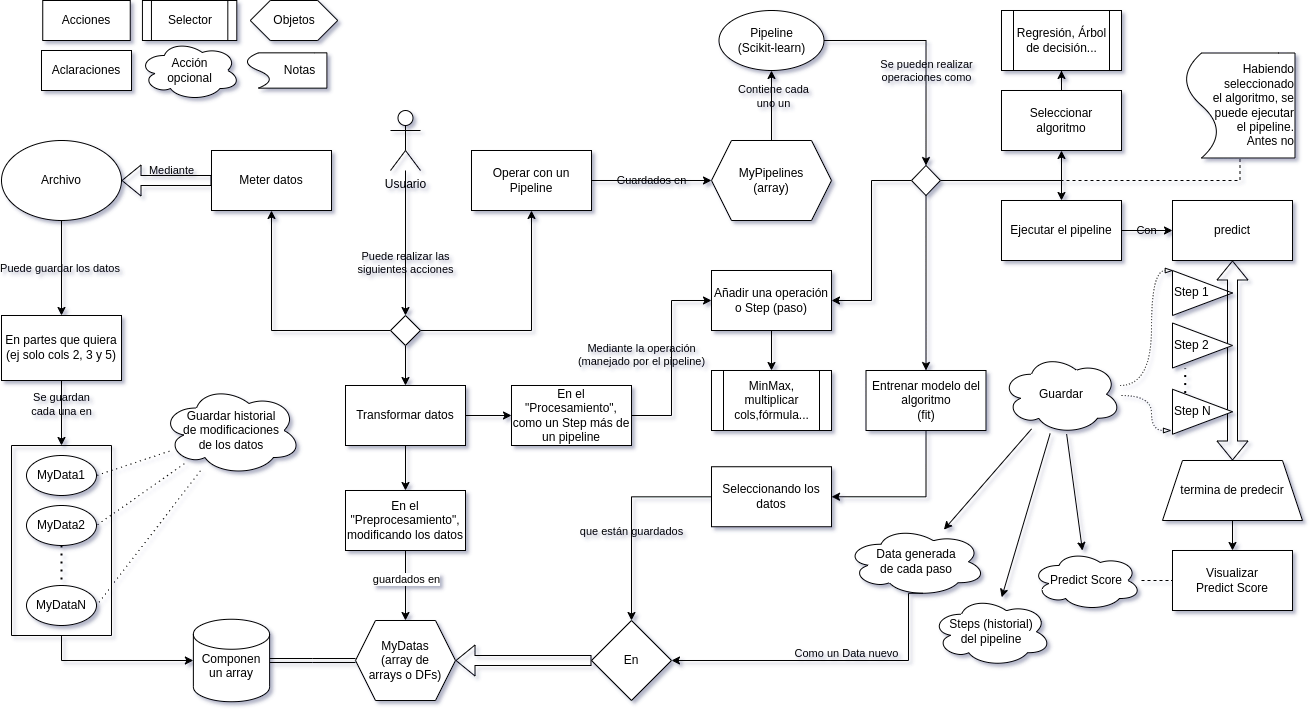 Acciones
Selector
Objetos
Aclaraciones
Acción
opcional
Notas
Pipeline
(Scikit-learn)
Se pueden realizar
operaciones como
Regresión, Árbol
de decisión...
Contiene cada
uno un
Seleccionar
algoritmo
Habiendo
seleccionado
el algoritmo, se
puede ejecutar
el pipeline.
Antes no
Archivo
Mediante
Meter datos
Usuario
Operar con un
Pipeline
Guardados en
MyPipelines
(array)
Ejecutar el pipeline
Con
predict
Puede guardar los datos
Puede realizar las
siguientes acciones
Añadir una operación
o Step (paso)
Step 1
Step 2
Step N
En partes que quiera
(ej solo cols 2, 3 y 5)
Mediante la operación
(manejado por el pipeline)
Se guardan
cada una en
Guardar historial
de modificaciones
de los datos
Transformar datos
En el
"Procesamiento",
como un Step más de
un pipeline
MinMax,
multiplicar
cols,fórmula...
Entrenar modelo del
algoritmo
(fit)
Guardar
MyData1
MyData2
MyDataN
En el
"Preprocesamiento",
modificando los datos
Seleccionando los
datos
termina de predecir
que están guardados
guardados en
Data generada
de cada paso
Predict Score
Visualizar
Predict Score
Steps (historial)
del pipeline
Componen
un array
MyDatas
(array de
arrays o DFs)
En
Como un Data nuevo